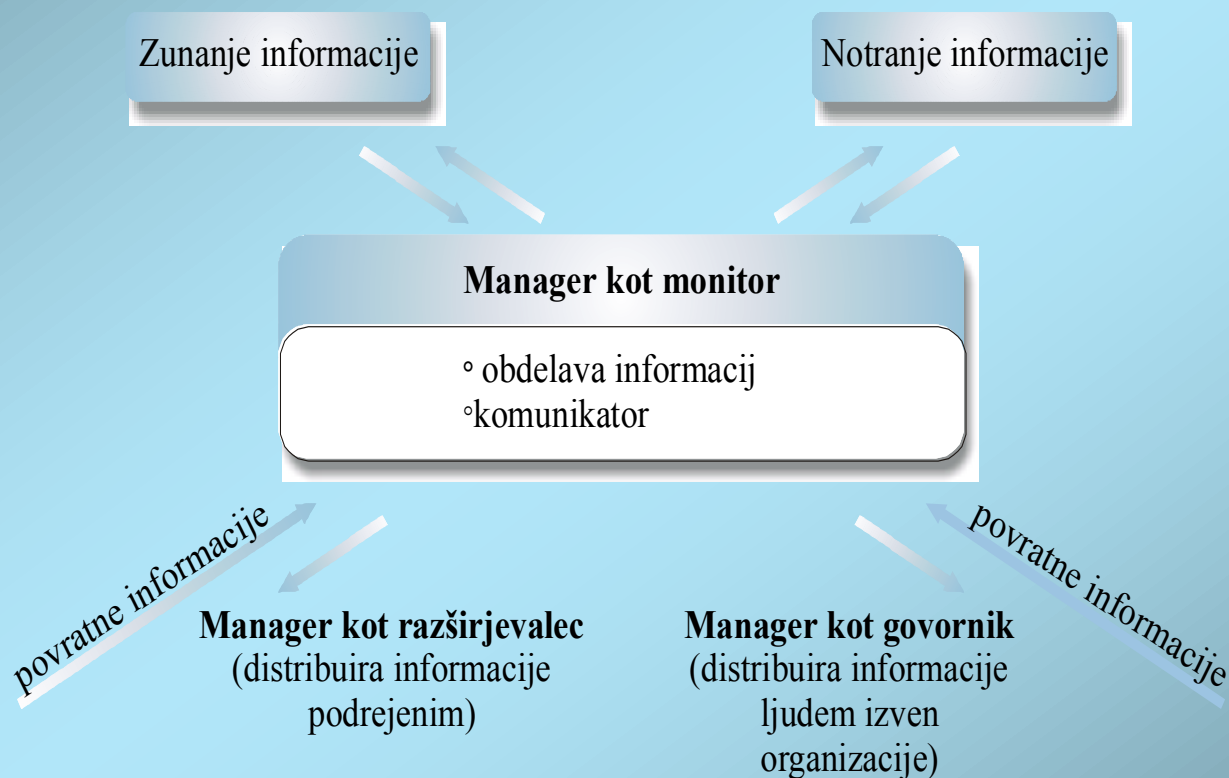 Zunanje informacije
Notranje informacije
Manager kot monitor
° obdelava informacij
°komunikator
povratne informacije
povratne informacije
Manager kot razširjevalec
(distribuira informacije
podrejenim)
Manager kot govornik
(distribuira informacije
ljudem izven
organizacije)